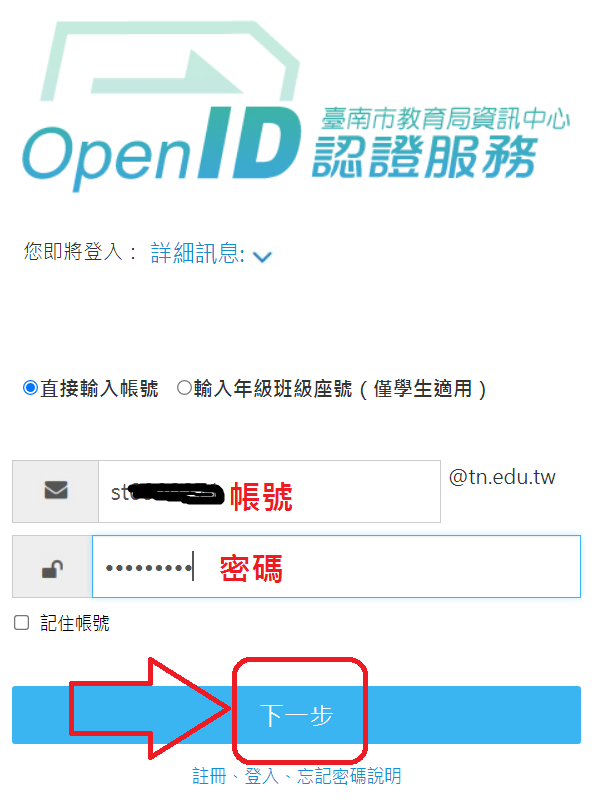 臺南市教育局資訊中心
OpenID 認證服務
您即將登入： 詳細訊息:
直接輸入帳號 輸入年級班級座號（僅學生適用）
帳號 @tn.edu.tw
密碼
記住帳號
下一步
註冊、登入、忘記密碼說明